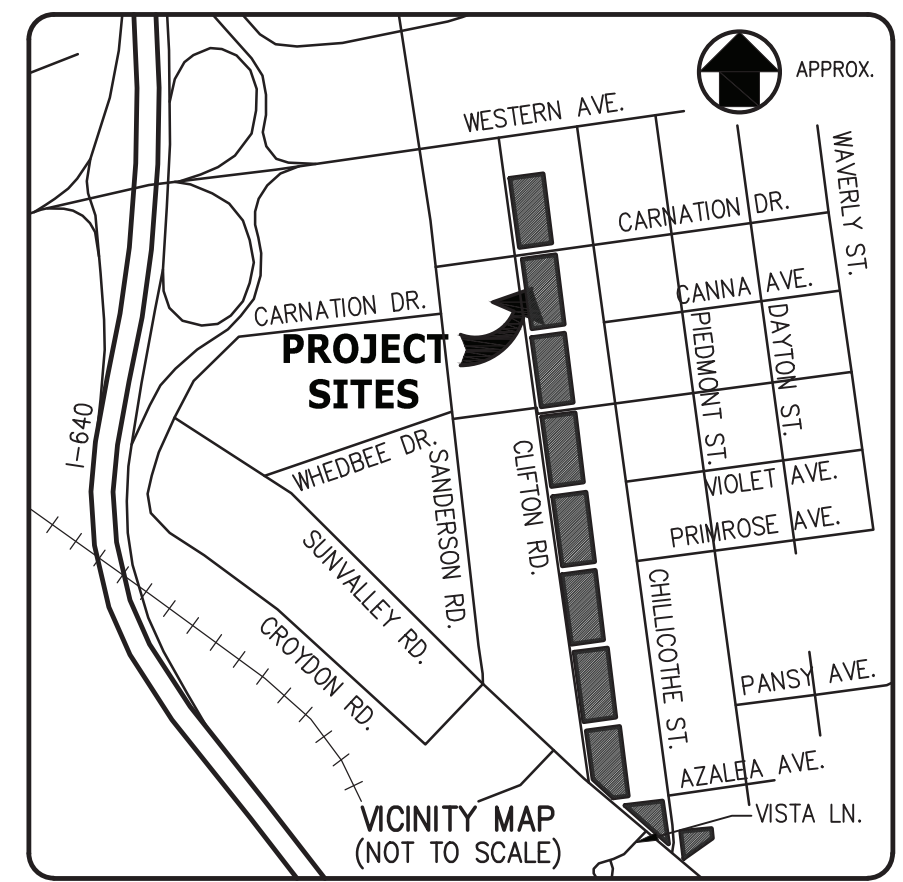 APPROX.
WESTERN AVE.
WAVERLY ST.
CARNATION DR.
CANNA AVE.
CARNATION DR.
PIEDMONT ST.
DAYTON ST.
PROJECT
SITES
I-640
WHEDBEE DR.
SANDERSON RD.
CLIFTON RD.
VIOLET AVE.
PRIMROSE AVE.
SUNVALLEY RD.
CROYDON RD.
CHILLICOTHE ST.
PANSY AVE.
AZALEA AVE.
VISTA LN.
VICINITY MAP
(NOT TO SCALE)